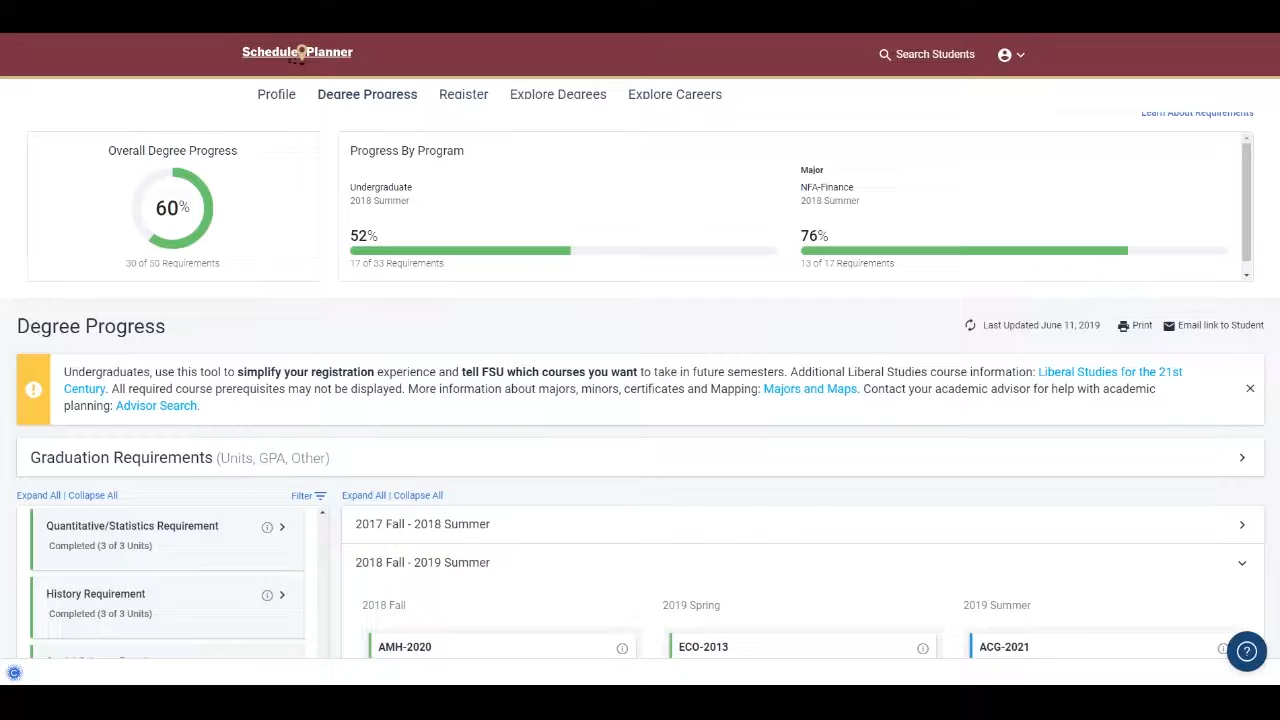 Schedule Planner
Search Students
Profile Degree Progress Register Explore Degrees Explore Careers
Learn About Requirements
Overall Degree Progress
60%
30 of 50 Requirements
Progress By Program
Undergraduate
2018 Summer
52%
17 of 33 Requirements
Major
NFA-Finance
2018 Summer
76%
13 of 17 Requirements
Degree Progress
Last Updated June 11, 2019 Print Email link to Student
Undergraduates, use this tool to simplify your registration experience and tell FSU which courses you want to take in future semesters. Additional Liberal Studies course information: Liberal Studies for the 21st
Century. All required course prerequisites may not be displayed. More information about majors, minors, certificates and Mapping: Majors and Maps. Contact your academic advisor for help with academic
planning: Advisor Search.
Graduation Requirements (Units, GPA, Other)
Expand All | Collapse All Filter
Quantitative/Statistics Requirement
Completed (3 of 3 Units)
History Requirement
Completed (3 of 3 Units)
Expand All | Collapse All
2017 Fall - 2018 Summer
2018 Fall - 2019 Summer
2018 Fall 2019 Spring 2019 Summer
AMH-2020 ECO-2013 ACG-2021